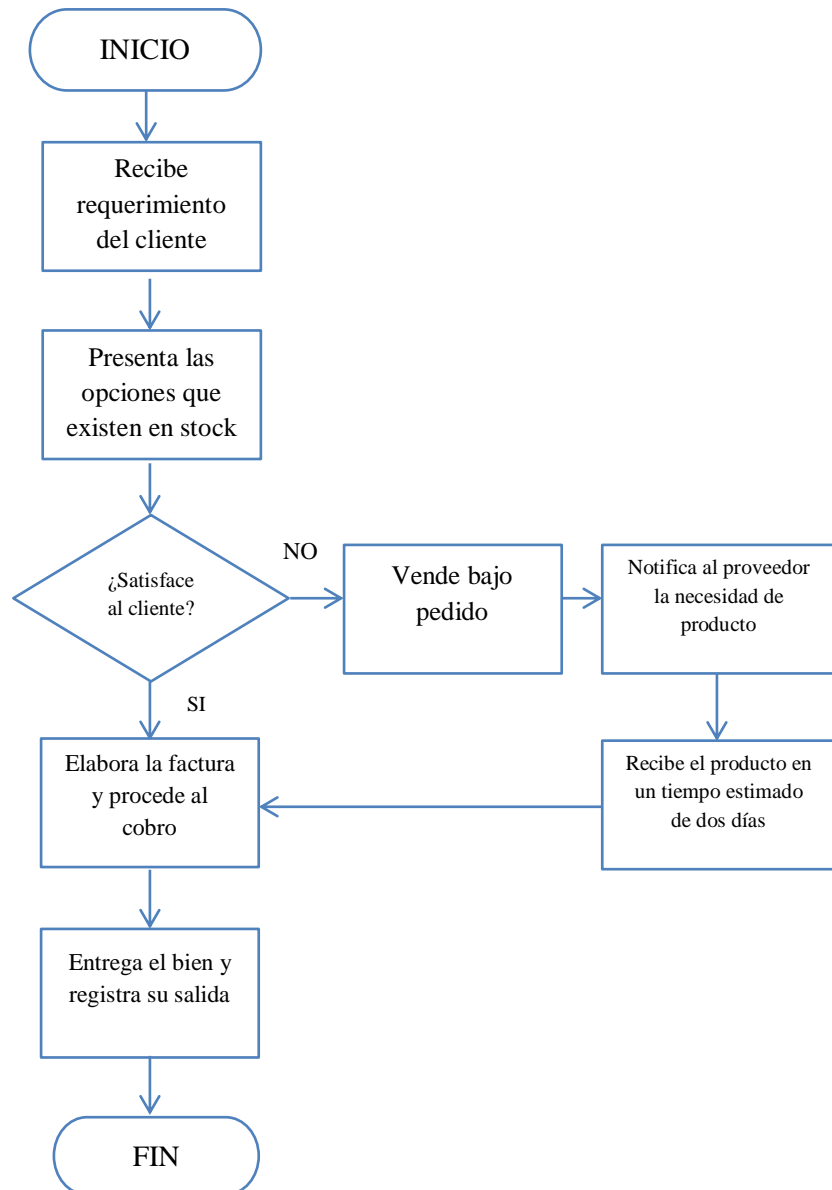 INICIO
Recibe
requerimiento
del cliente
Presenta las
opciones que
existen en stock
¿Satisface
al cliente?
NO
Vende bajo
pedido
Notifica al proveedor
la necesidad de
producto
SI
Elabora la factura
y procede al
cobro
Recibe el producto en
un tiempo estimado
de dos días
Entrega el bien y
registra su salida
FIN